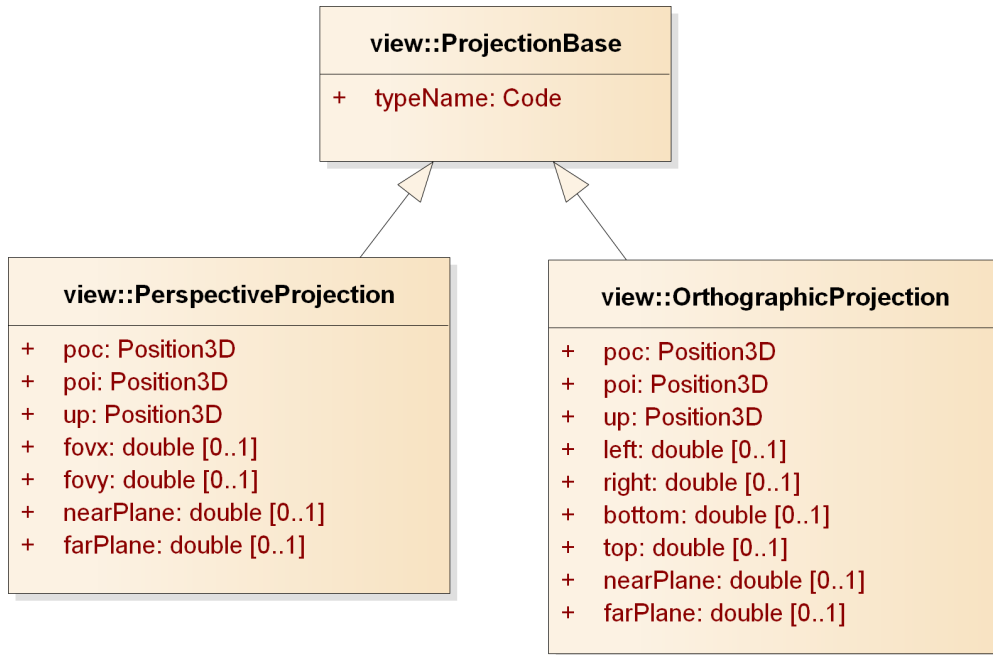 view::ProjectionBase
+ typeName: Code
view::PerspectiveProjection
+ poc: Position3D
+ poi: Position3D
+ up: Position3D
+ fovx: double [0..1]
+ fovy: double [0..1]
+ nearPlane: double [0..1]
+ farPlane: double [0..1]
view::OrthographicProjection
+ poc: Position3D
+ poi: Position3D
+ up: Position3D
+ left: double [0..1]
+ right: double [0..1]
+ bottom: double [0..1]
+ top: double [0..1]
+ nearPlane: double [0..1]
+ farPlane: double [0..1]